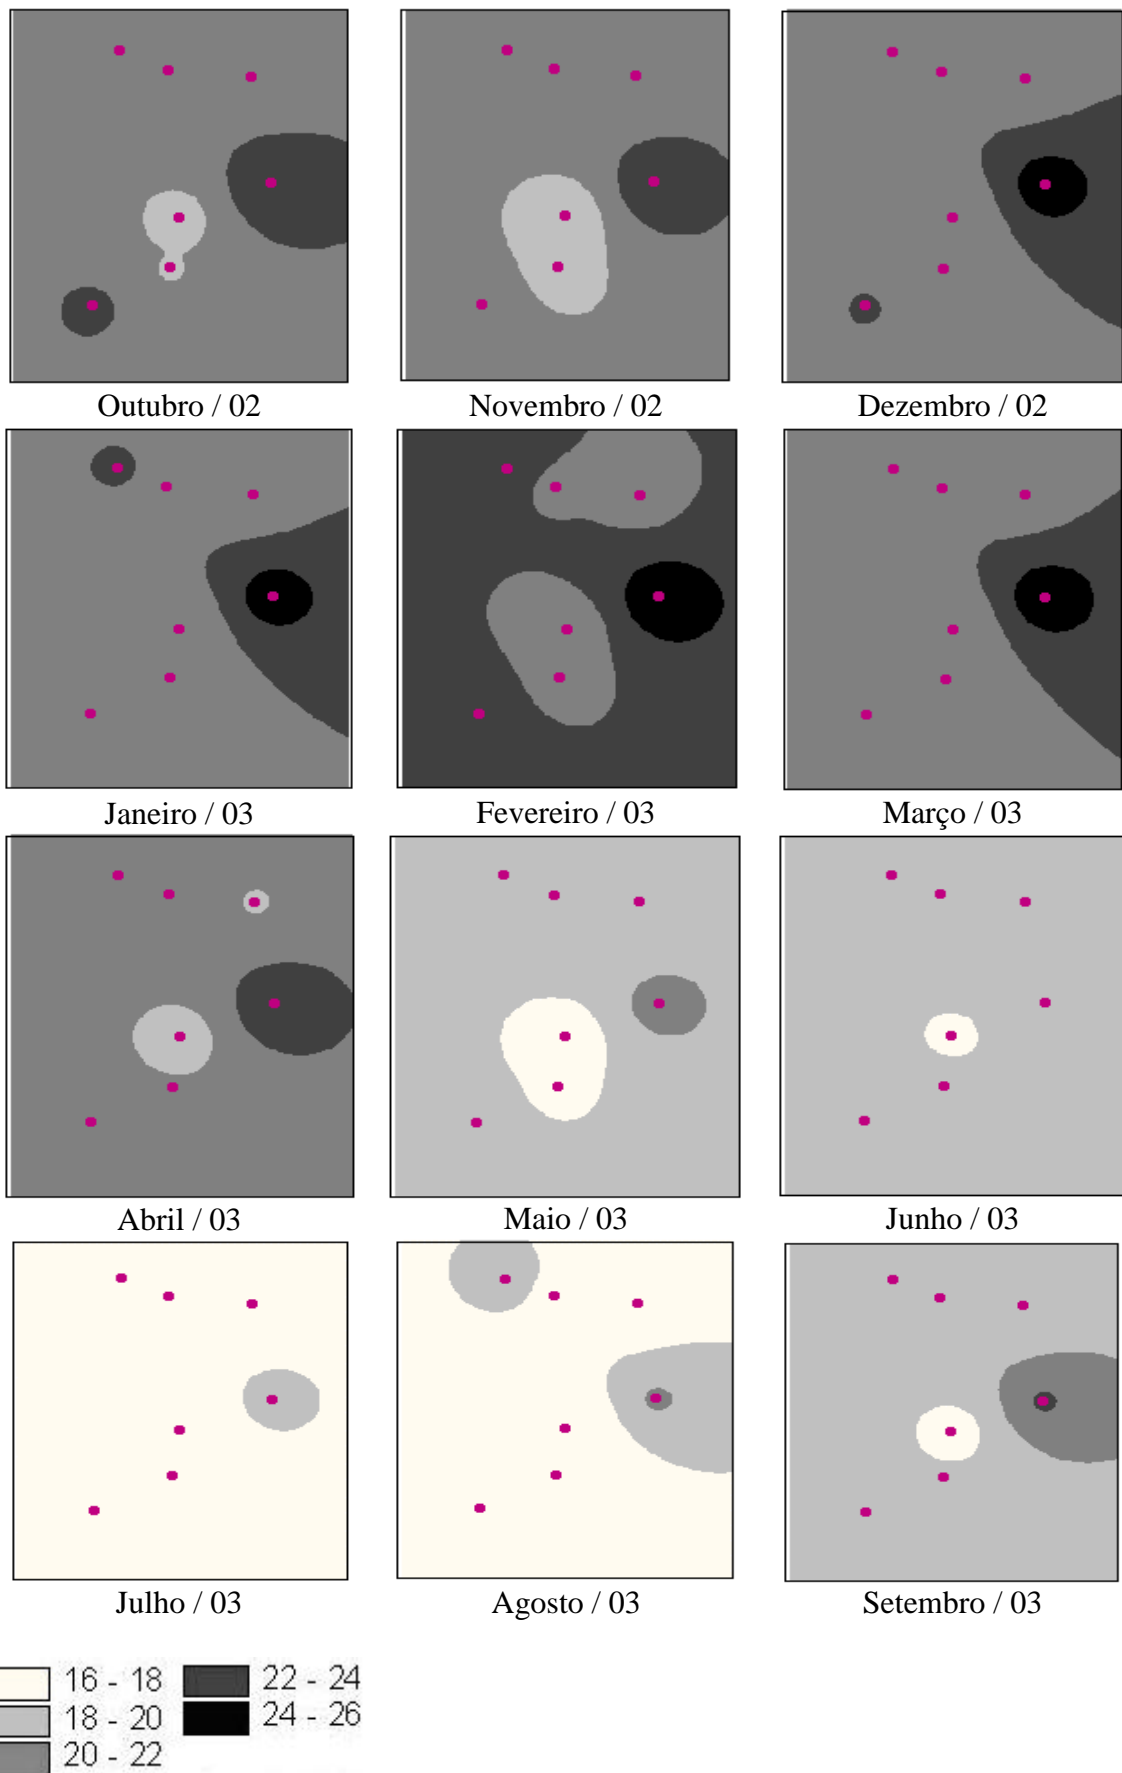 Outubro / 02 Novembro / 02 Dezembro / 02
Janeiro / 03 Fevereiro / 03 Março / 03
Abril / 03 Maio / 03 Junho / 03
Julho / 03 Agosto / 03 Setembro / 03
16 - 18 22 - 24
18 - 20 24 - 26
20 - 22